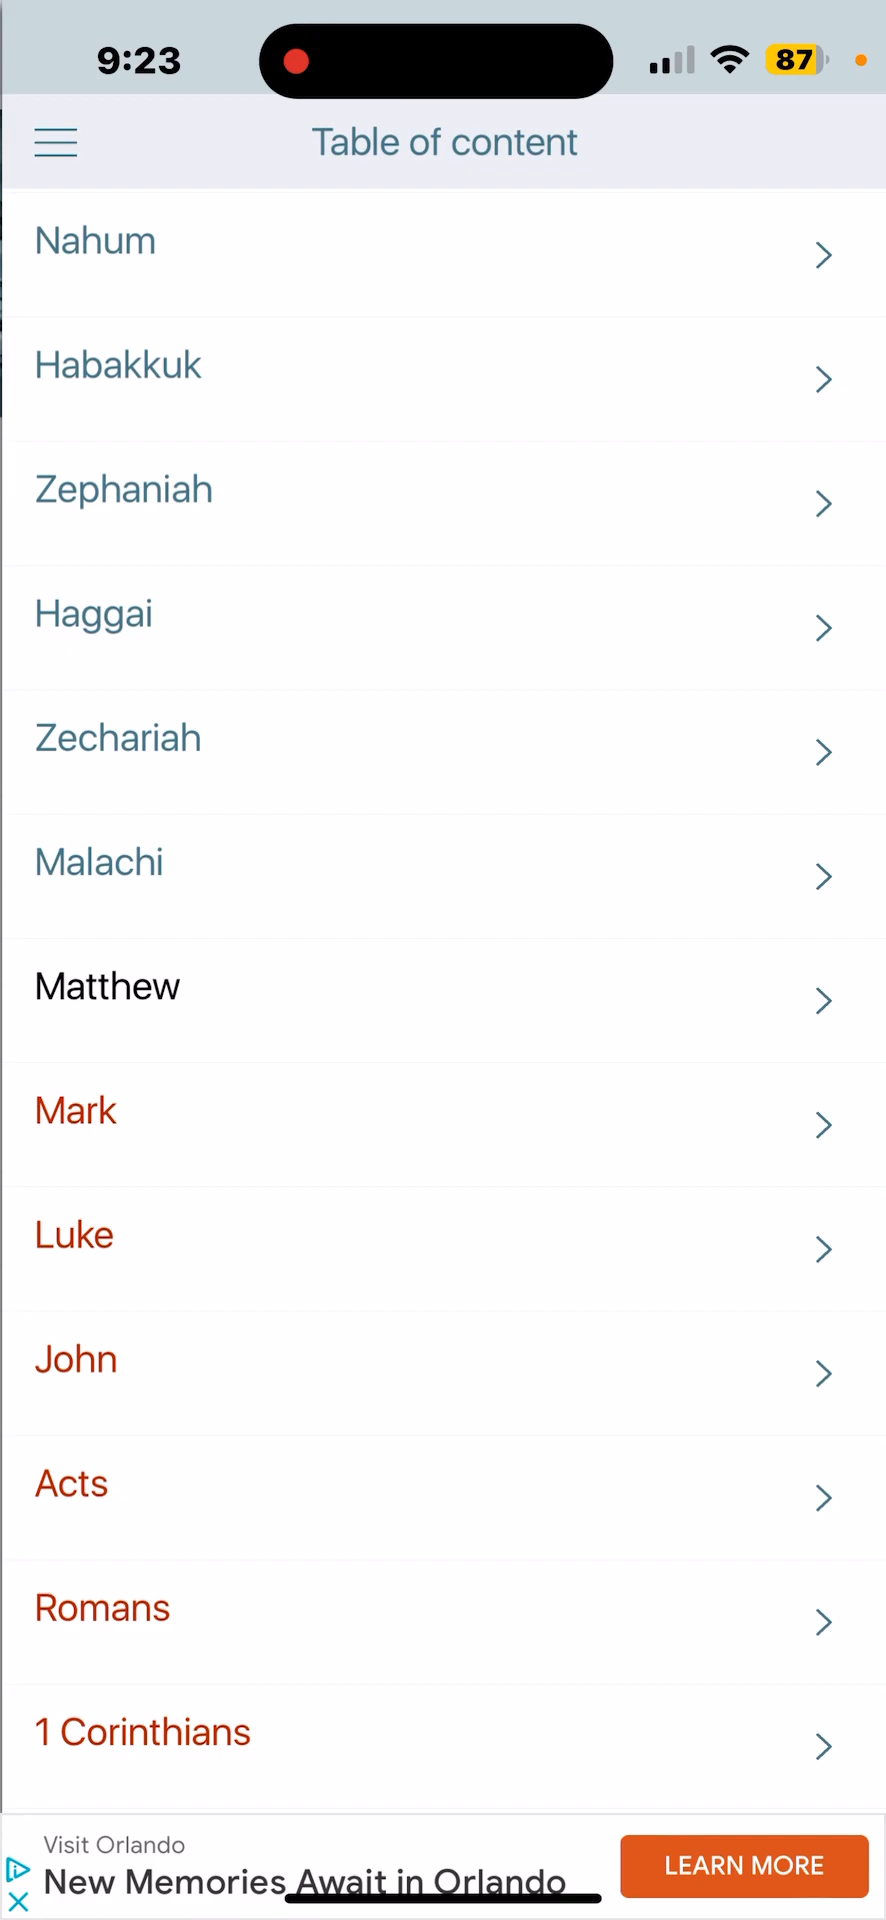 9:23
87
Table of content
Nahum
Habakkuk
Zephaniah
Haggai
Zechariah
Malachi
Matthew
Mark
Luke
John
Acts
Romans
1 Corinthians
Visit Orlando
New Memories Await in Orlando
LEARN MORE